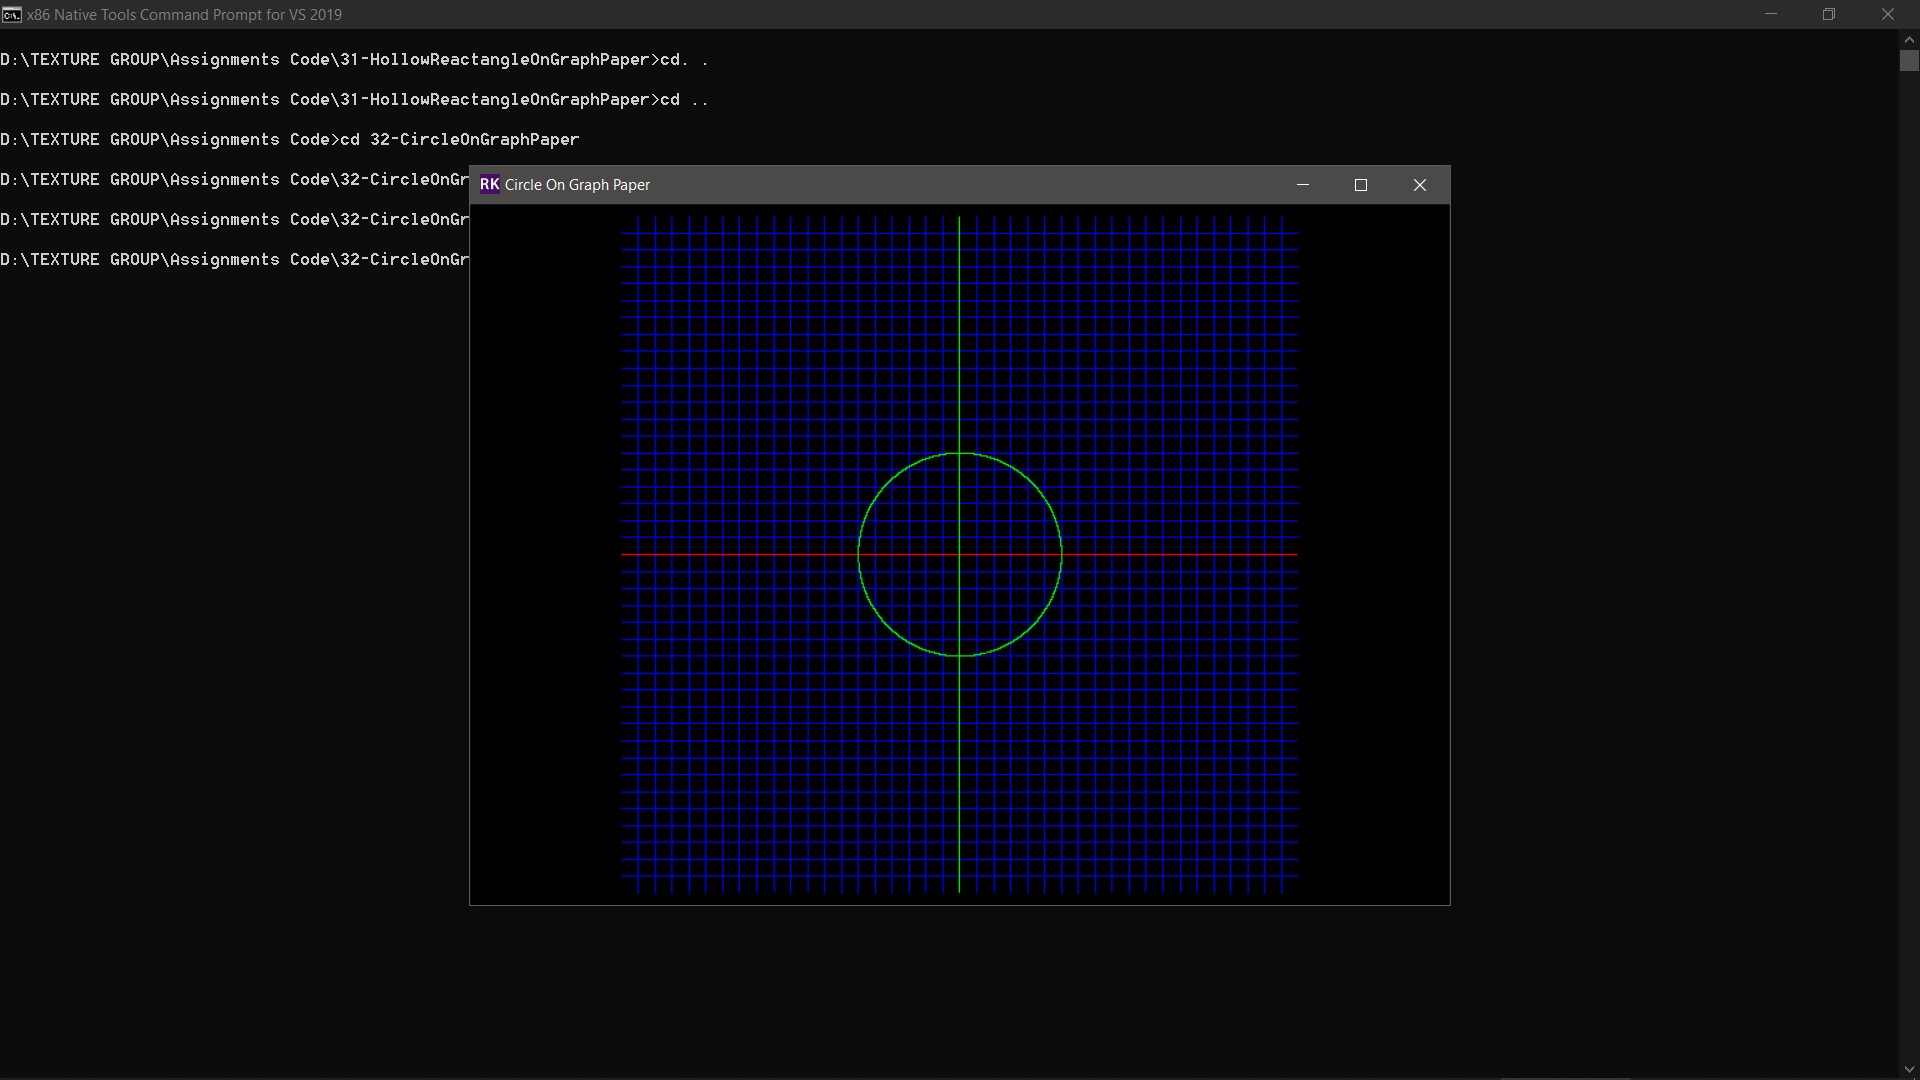 x86 Native Tools Command Prompt for VS 2019
D:\TEXTURE GROUP\Assignments Code\31-HollowReactangleOnGraphPaper>cd. .
D:\TEXTURE GROUP\Assignments Code\31-HollowReactangleOnGraphPaper>cd ..
D:\TEXTURE GROUP\Assignments Code>cd 32-CircleOnGraphPaper
D:\TEXTURE GROUP\Assignments Code\32-CircleOnGr
D:\TEXTURE GROUP\Assignments Code\32-CircleOnGr
D:\TEXTURE GROUP\Assignments Code\32-CircleOnGr
RK Circle On Graph Paper